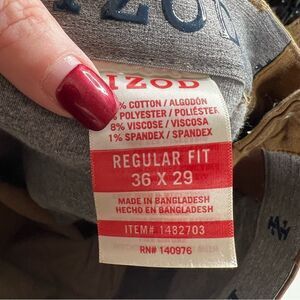 IZOD
IZOD
% COTTON / ALGODÓN
% POLYESTER / POLIÉSTER
8% VISCOSE / VISCOSA
1% SPANDEX / SPANDEX
REGULAR FIT
36 X 29
MADE IN BANGLADESH
HECHO EN BANGLADESH
ITEM# 1482703
RN# 140976